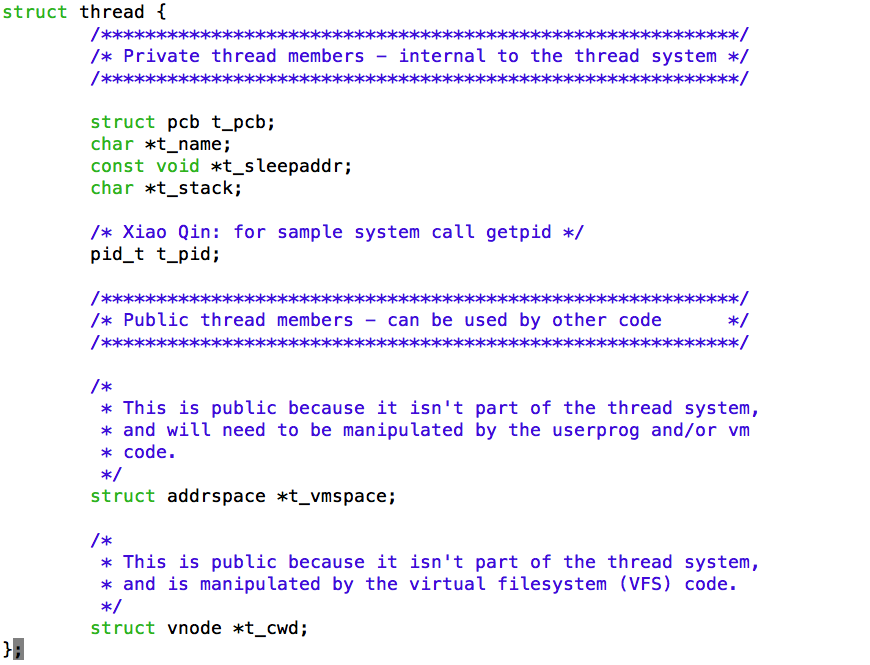 struct thread {
/**********************************************************/
/* Private thread members – internal to the thread system */
/**********************************************************/
struct pcb t_pcb;
char *t_name;
const void *t_sleepaddr;
char *t_stack;
/* Xiao Qin: for sample system call getpid */
pid_t t_pid;
/**********************************************************/
/* Public thread members – can be used by other code      */
/**********************************************************/
/*
* This is public because it isn't part of the thread system,
* and will need to be manipulated by the userprog and/or vm
* code.
*/
struct addrspace *t_vmspace;
/*
* This is public because it isn't part of the thread system,
* and is manipulated by the virtual filesystem (VFS) code.
*/
struct vnode *t_cwd;
};